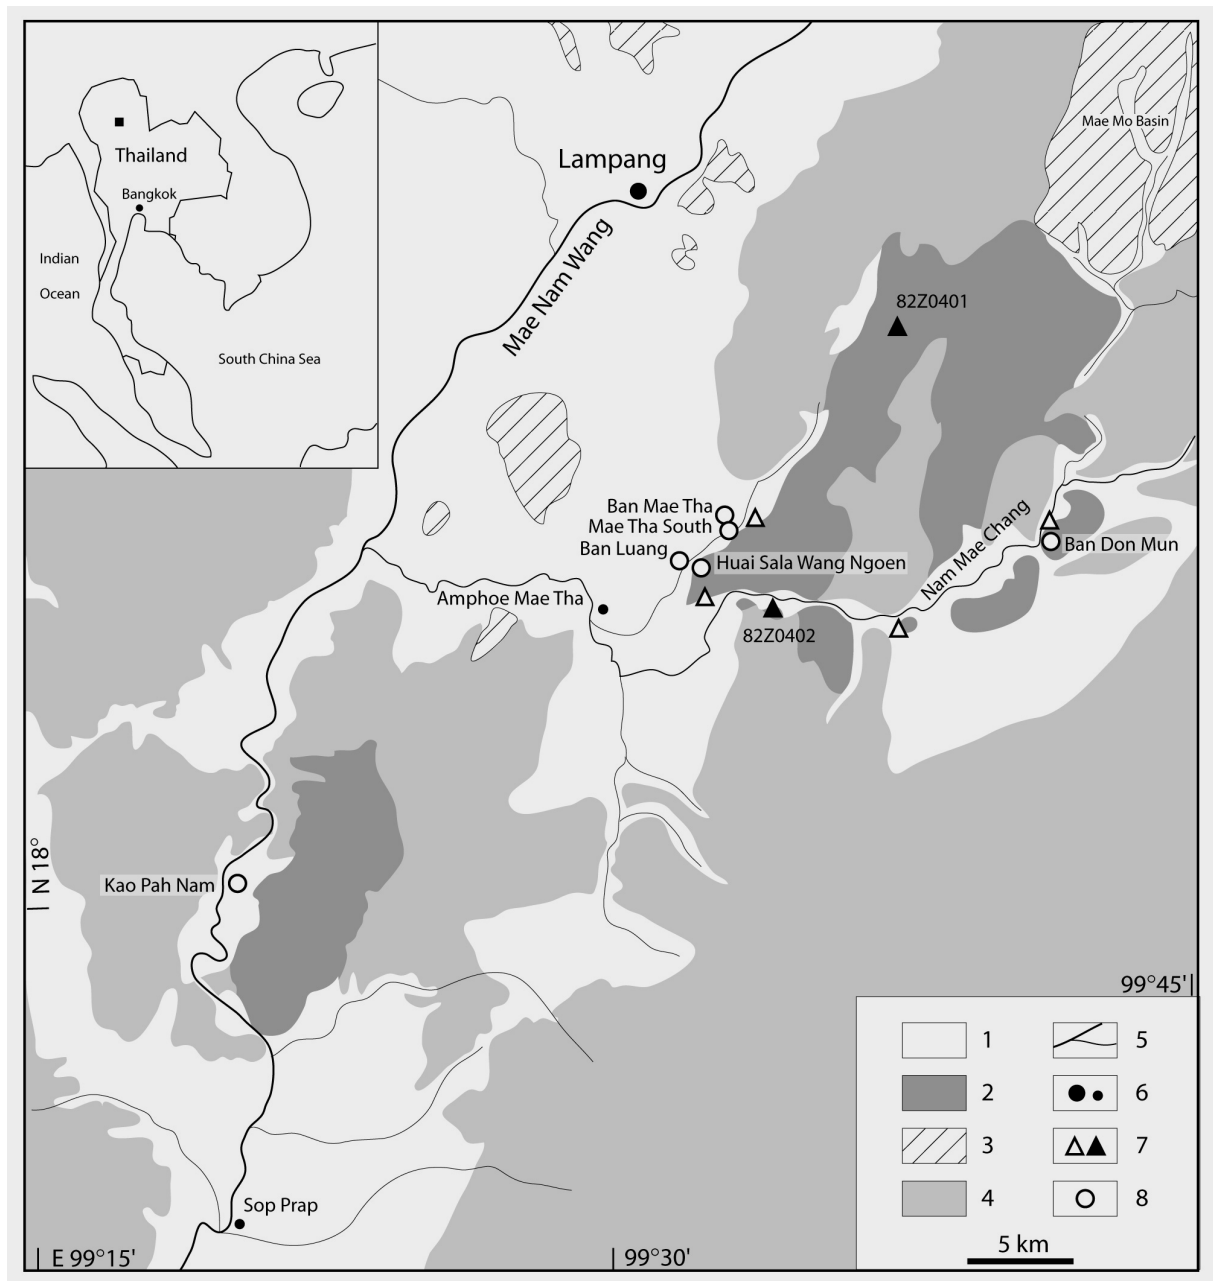 Thailand
Bangkok
Indian
Ocean
South China Sea
Lampang
Mae Nam Wang
Mae Mo Basin
82Z0401
Ban Mae Tha
Mae Tha South
Ban Luang
Huai Sala Wang Ngoen
Nam Mae Chang
Ban Don Mun
Amphoe Mae Tha
82Z0402
N 18°
Kao Pah Nam
99°45'
1
5
2
6
3
7
4
8
5 km
Sop Prap
E 99°15'
99°30'